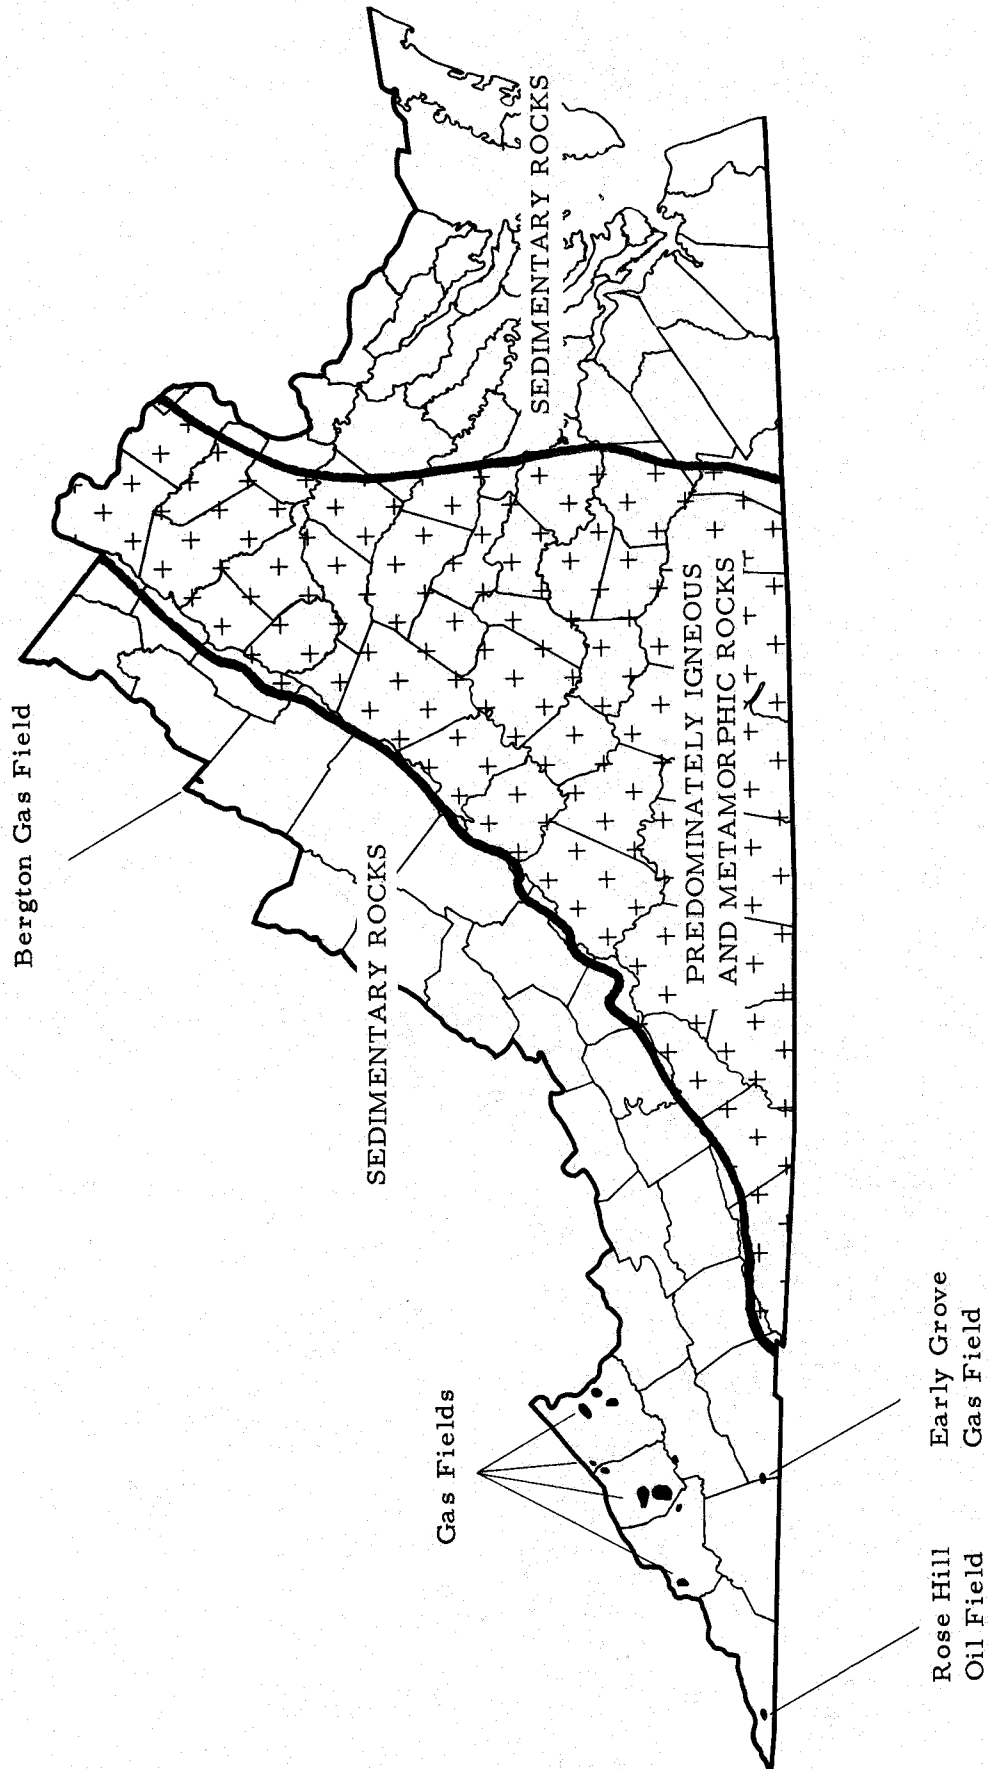 Bergton Gas Field
SEDIMENTARY ROCKS
SEDIMENTARY ROCKS
PREDOMINATELY IGNEOUS
AND METAMORPHIC ROCKS
Gas Fields
Rose Hill
Oil Field
Early Grove
Gas Field